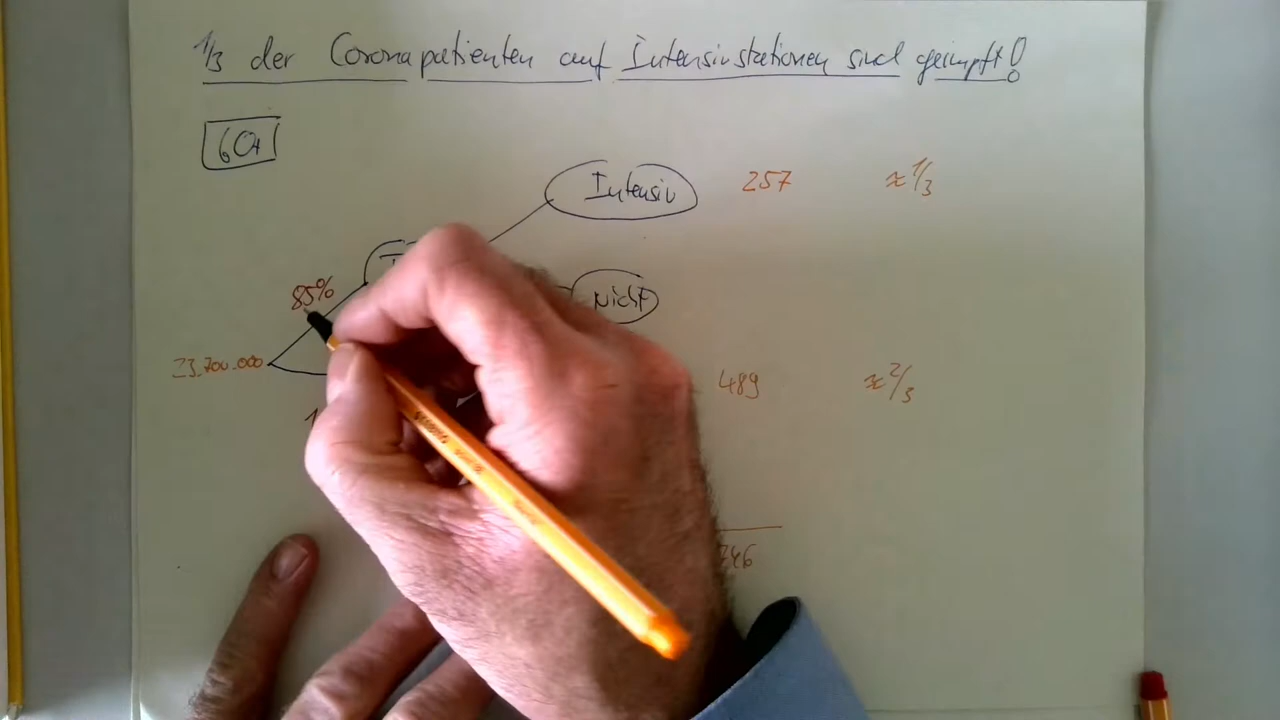 1/3 der Coronapatienten auf Intensivstationen sind geimpft!
60+
Intensiv 257 ≈ 1/3
85%
Nicht
23.700.000
489 ≈ 2/3
746